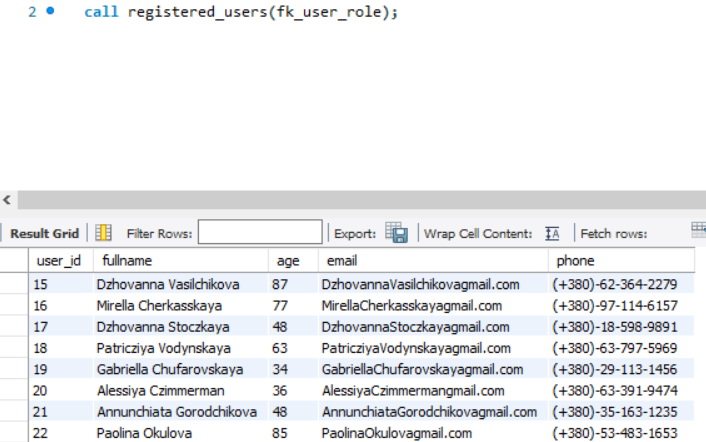 2 call registered_users(fk_user_role);
Result Grid Filter Rows: Export: Wrap Cell Content: IA Fetch rows:
user_id fullname age email phone
15 Dzhovanna Vasilchikova 87 DzhovannaVasilchikovagmail.com (+380)-62-364-2279
16 Mirella Cherkasskaya 77 MirellaCherkasskayagmail.com (+380)-97-114-6157
17 Dzhovanna Stoczkaya 48 DzhovannaStoczkayagmail.com (+380)-18-598-9891
18 Patricziya Vodynskaya 63 PatricziyaVodynskayagmail.com (+380)-63-797-5969
19 Gabriella Chufarovskaya 34 GabriellaChufarovskayagmail.com (+380)-29-113-1456
20 Alessiya Czimmerman 36 AlessiyaCzimmermangmail.com (+380)-63-391-9474
21 Annunchiata Gorodchikova 48 AnnunchiataGorodchikovagmail.com (+380)-35-163-1235
22 Paolina Okulova 85 PaolinaOkulovagmail.com (+380)-53-483-1653